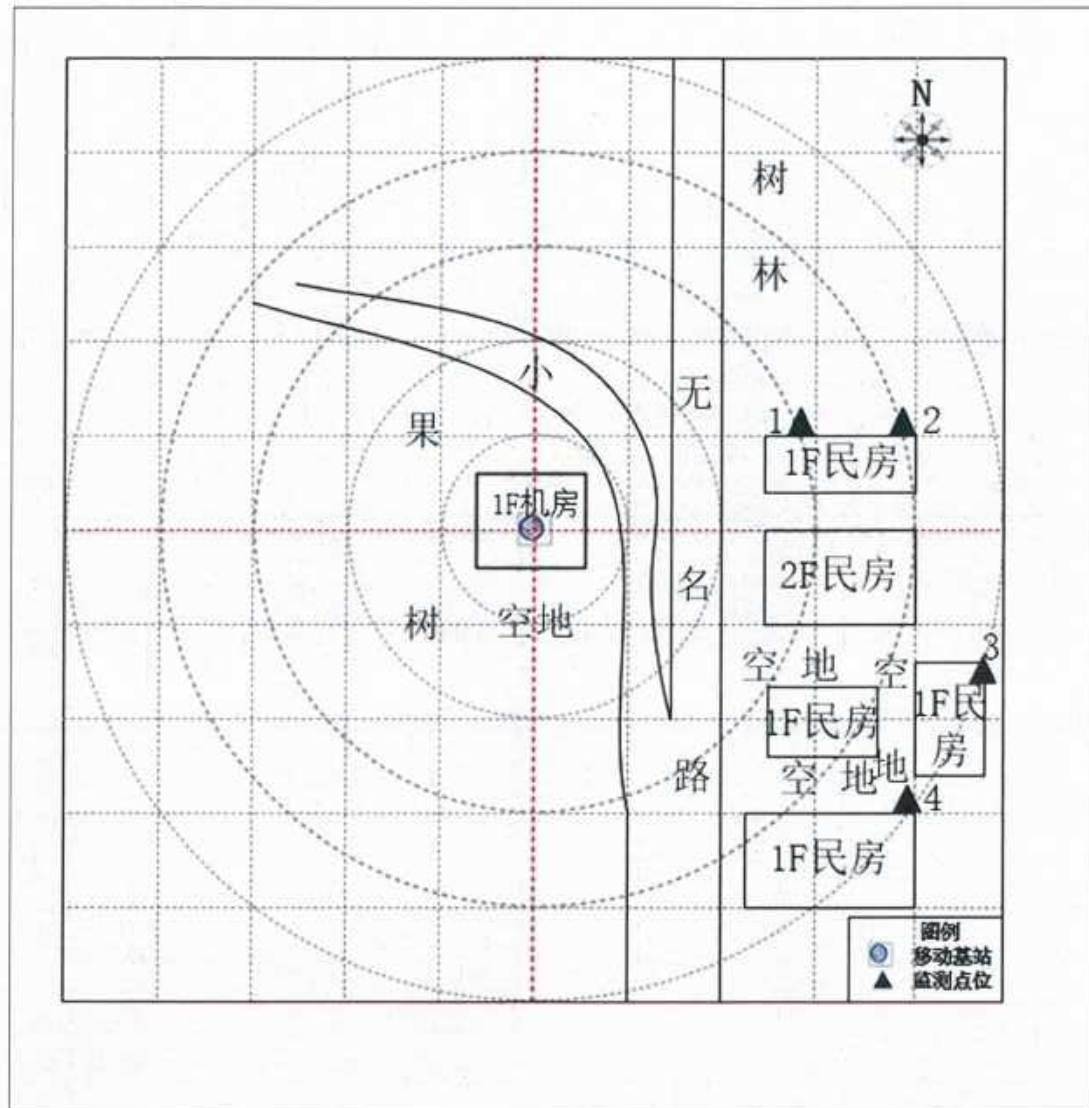 N
树
林
小
无
果
1 2
1F民房
1F机房
2F民房
名
树
空地
空 地 空
3
1F民房
1F民
房
路
空 地 地
4
1F民房
图例
移动基站
监测点位